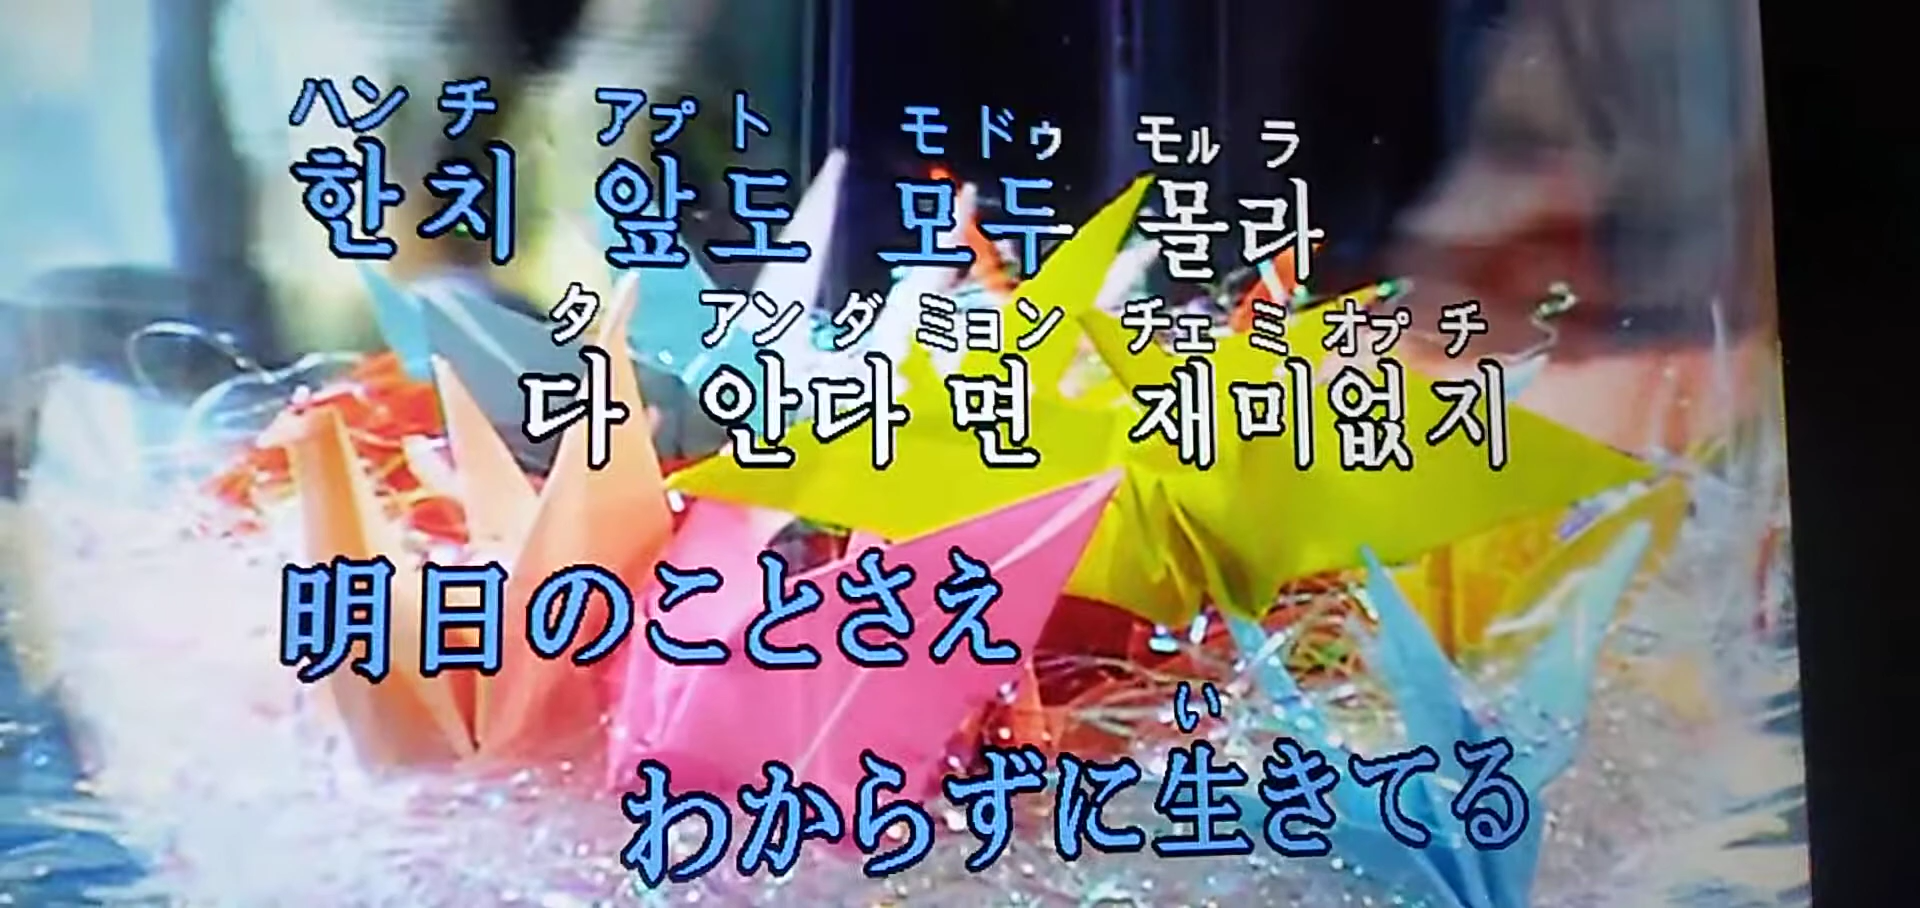 ハン チ アプ ト モ ドゥ モル ラ
한치 앞도 모두 몰라
タ アン ダ ミョン チェ ミ オプ チ
다 안다면 재미없지
明日のことさえ
い
わからずに生きてる